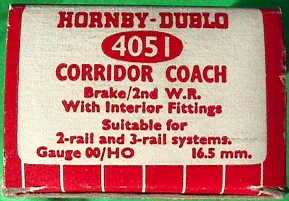 HORNBY-DUBLO
4051
CORRIDOR COACH
Brake/2nd W.R.
With Interior Fittings
Suitable for
2-rail and 3-rail systems.
Gauge 00/HO 16.5 mm.